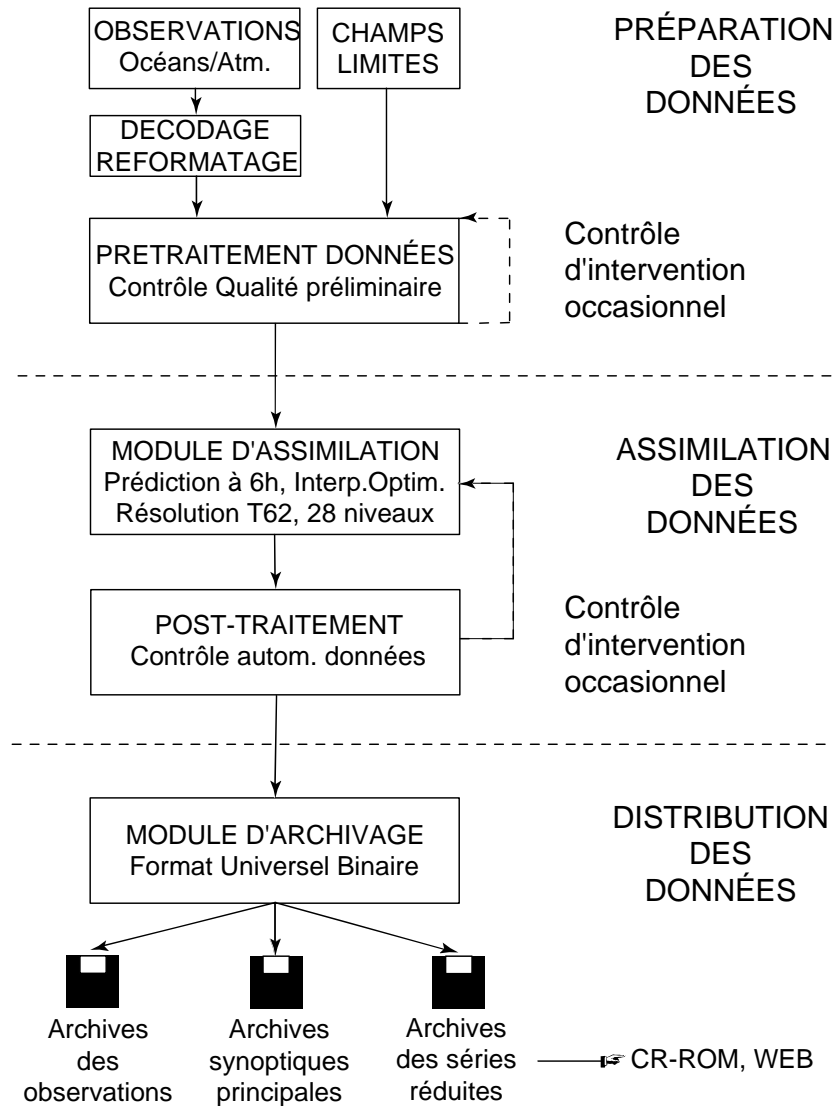 OBSERVATIONS
Océans/Atm.
CHAMPS
LIMITES
PRÉPARATION
DES
DONNÉES
DECODAGE
REFORMATAGE
PRETRAITEMENT DONNÉES
Contrôle Qualité préliminaire
Contrôle
d'intervention
occasionnel
MODULE D'ASSIMILATION
Prédiction à 6h, Interp.Optim.
Résolution T62, 28 niveaux
ASSIMILATION
DES
DONNÉES
POST-TRAITEMENT
Contrôle autom. données
Contrôle
d'intervention
occasionnel
MODULE D'ARCHIVAGE
Format Universel Binaire
DISTRIBUTION
DES
DONNÉES
Archives
des
observations
Archives
synoptiques
principales
Archives
des séries
réduites
CR-ROM, WEB